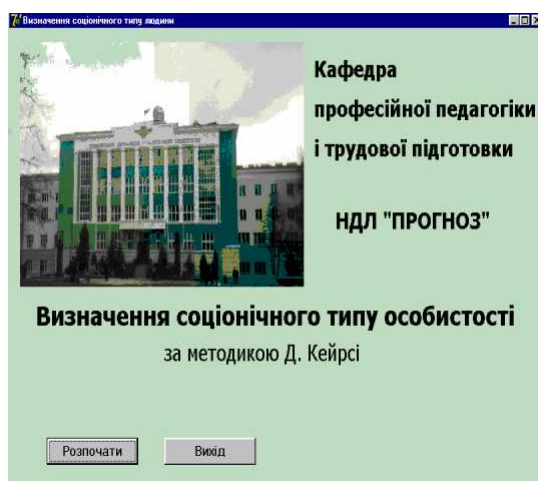 Визначення соціонічного типу людини
Кафедра
професійної педагогіки
і трудової підготовки
НДЛ "ПРОГНОЗ"
Визначення соціонічного типу особистості
за методикою Д. Кейрсі
Розпочати
Вихід